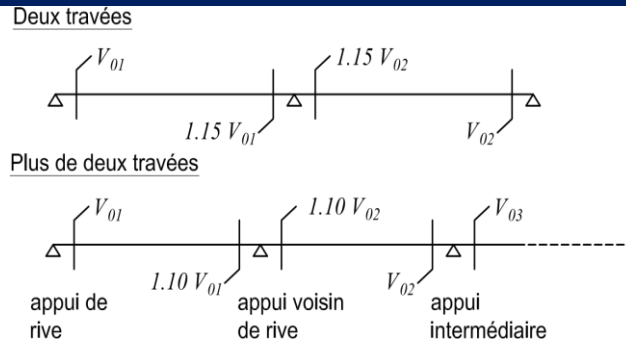 Deux travées
V01
1.15 V02
1.15 V01
V02
Plus de deux travées
V01
1.10 V02
V03
1.10 V01
V02
appui de rive
appui voisin de rive
appui intermédiaire